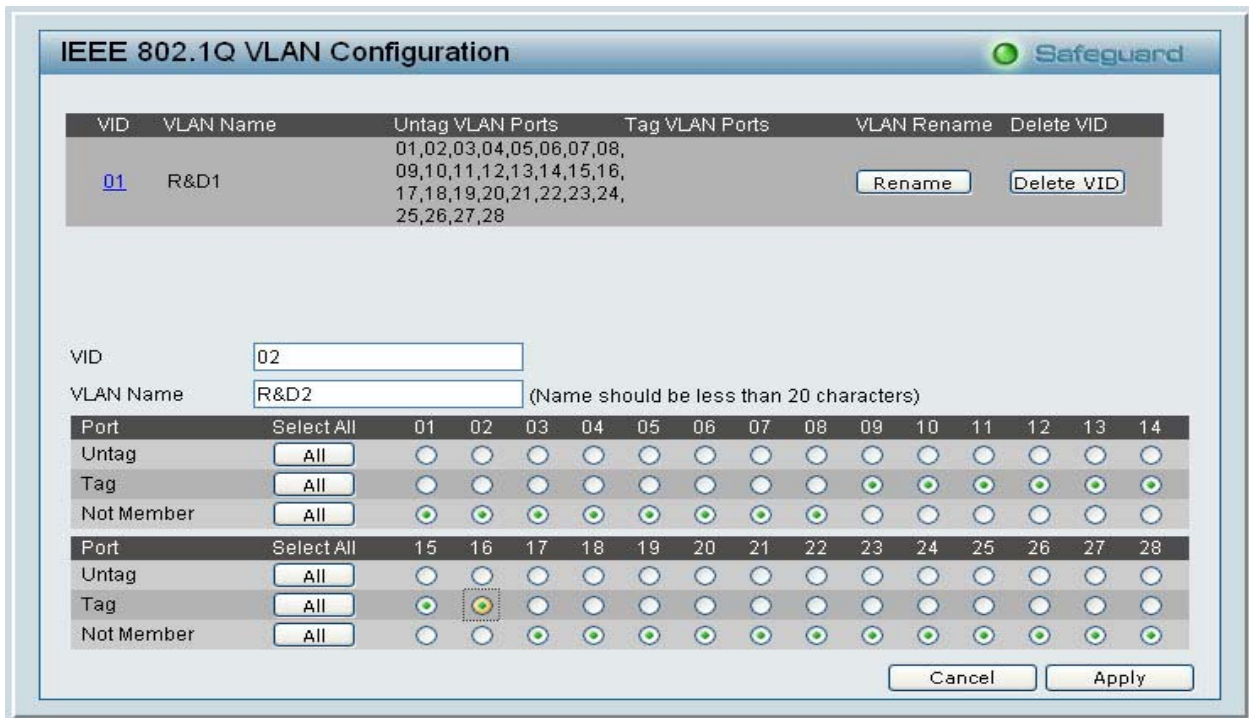 IEEE 802.1Q VLAN Configuration
Safeguard
VID VLAN Name Untag VLAN Ports Tag VLAN Ports VLAN Rename Delete VID
01 R&D1 01,02,03,04,05,06,07,08,
09,10,11,12,13,14,15,16,
17,18,19,20,21,22,23,24,
25,26,27,28
Rename Delete VID
VID 02
VLAN Name R&D2 (Name should be less than 20 characters)
Port Select All 01 02 03 04 05 06 07 08 09 10 11 12 13 14
Untag All
Tag All
Not Member All
Port Select All 15 16 17 18 19 20 21 22 23 24 25 26 27 28
Untag All
Tag All
Not Member All
Cancel Apply